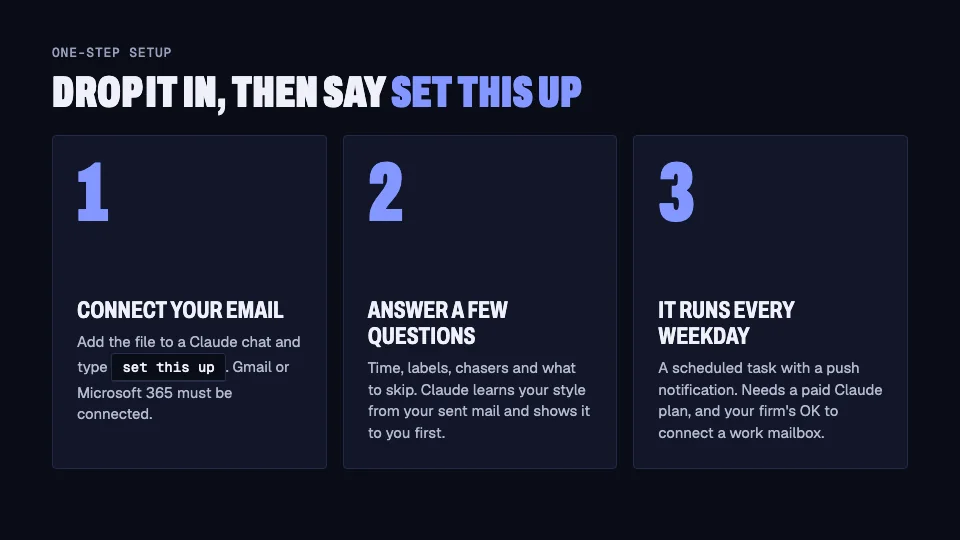 ONE-STEP SETUP
DROP IT IN, THEN SAY SET THIS UP
1
CONNECT YOUR EMAIL
Add the file to a Claude chat and
type set this up. Gmail or
Microsoft 365 must be
connected.
2
ANSWER A FEW
QUESTIONS
Time, labels, chasers and what
to skip. Claude learns your style
from your sent mail and shows it
to you first.
3
IT RUNS EVERY
WEEKDAY
A scheduled task with a push
notification. Needs a paid Claude
plan, and your firm's OK to
connect a work mailbox.